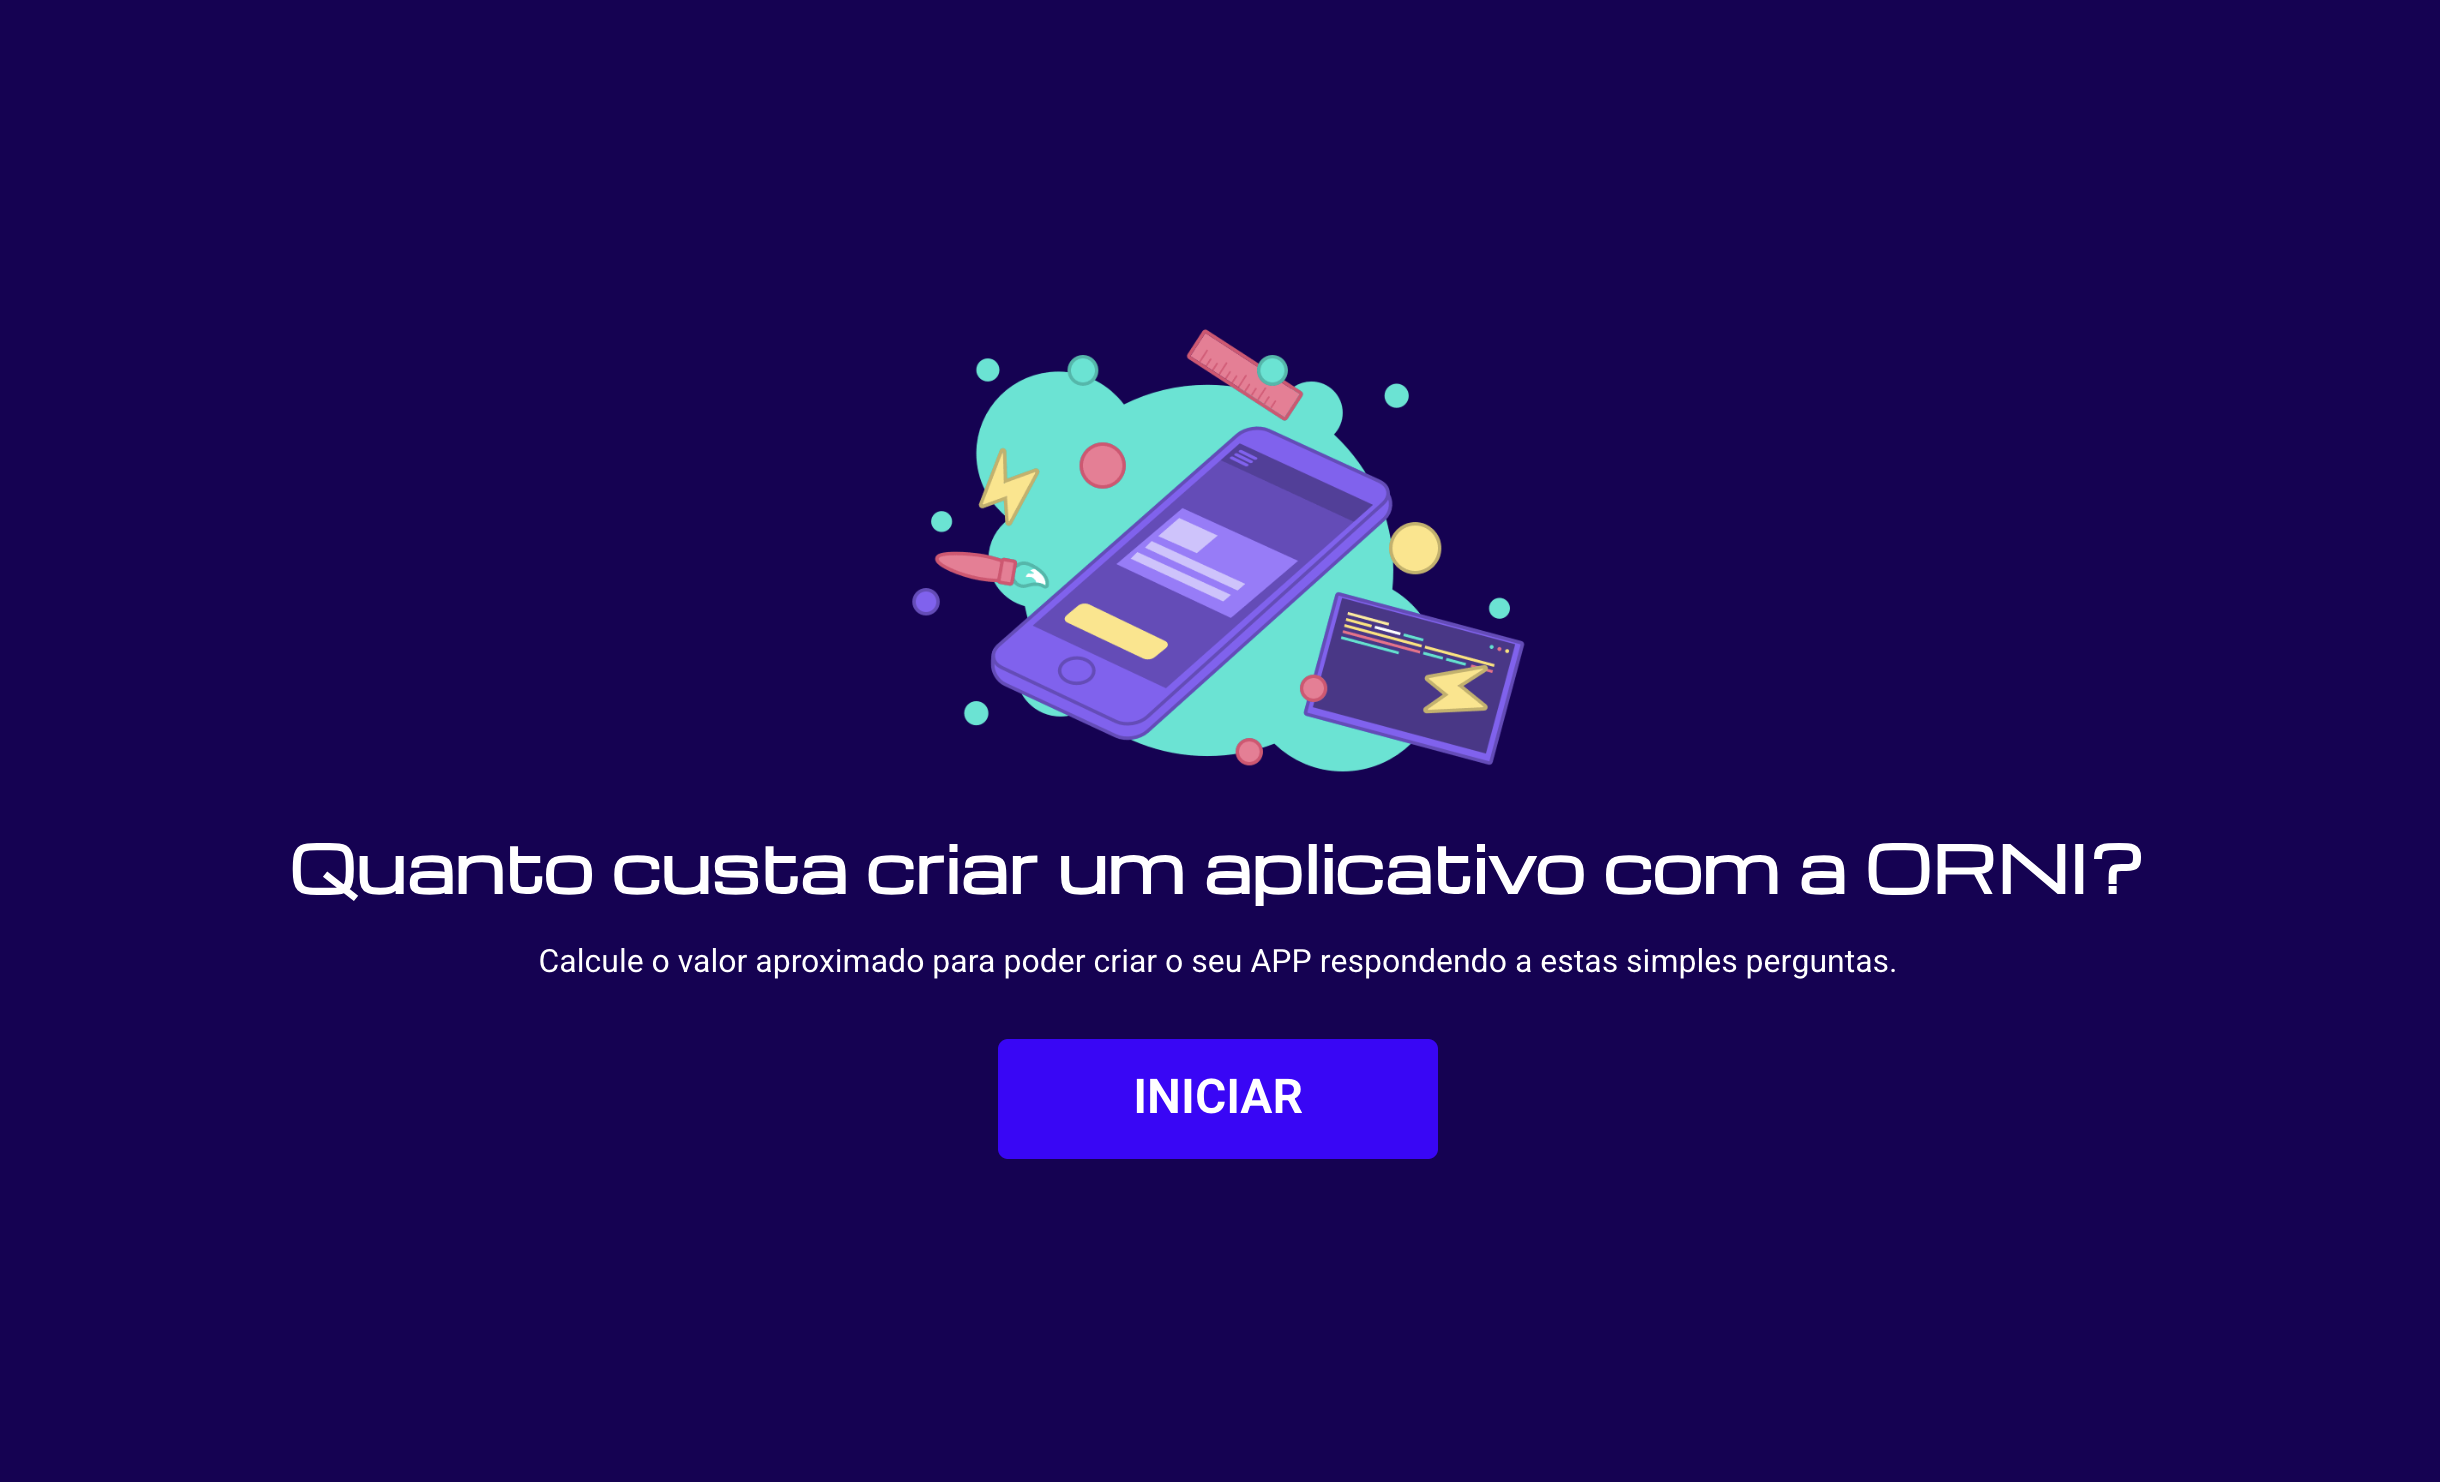 Quanto custa criar um aplicativo com a ORNI?
Calcule o valor aproximado para poder criar o seu APP respondendo a estas simples perguntas.
INICIAR